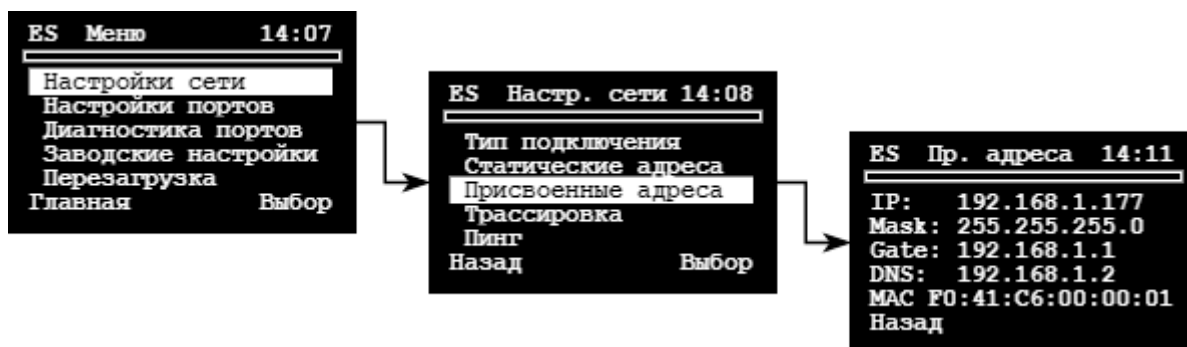 ES Меню 14:07
Настройки сети
Настройки портов
Диагностика портов
Заводские настройки
Перезагрузка
Главная Выбор
ES Настр. сети 14:08
Тип подключения
Статические адреса
Присвоенные адреса
Трассировка
Пинг
Назад Выбор
ES Пр. адреса 14:11
IP: 192.168.1.177
Mask: 255.255.255.0
Gate: 192.168.1.1
DNS: 192.168.1.2
MAC F0:41:C6:00:00:01
Назад